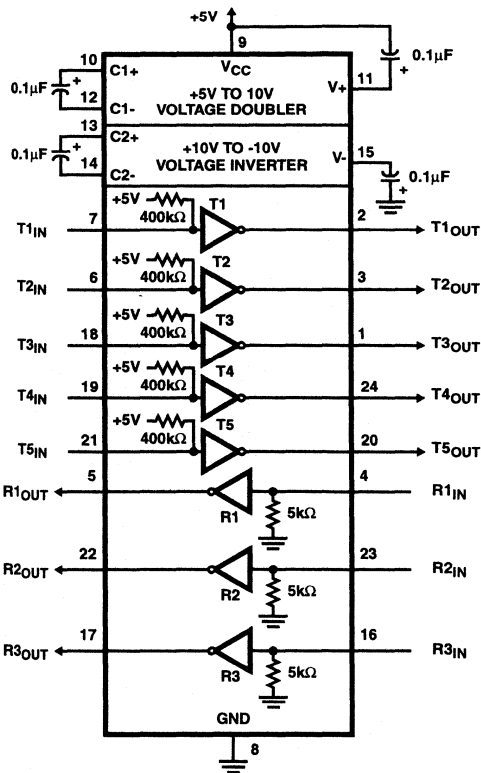 +5V
9
10
C1+
VCC
0.1µF
+
+
0.1µF
11
V+
12
C1-
+5V TO 10V
VOLTAGE DOUBLER
13
C2+
+10V TO -10V
VOLTAGE INVERTER
0.1µF
+
14
C2-
V-
15
0.1µF
+
+5V
400kΩ
T1
T1IN
7
2
T1OUT
+5V
400kΩ
T2
T2IN
6
3
T2OUT
+5V
400kΩ
T3
T3IN
18
1
T3OUT
+5V
400kΩ
T4
T4IN
19
24
T4OUT
+5V
400kΩ
T5
T5IN
21
20
T5OUT
R1OUT
5
4
R1IN
R1
5kΩ
R2OUT
22
23
R2IN
R2
5kΩ
R3OUT
17
16
R3IN
R3
5kΩ
GND
8